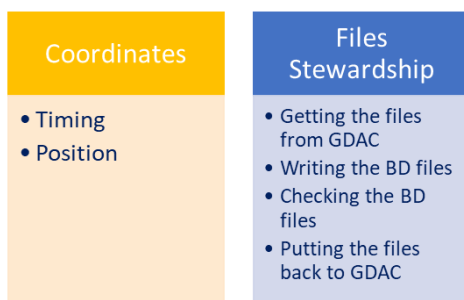 Coordinates
• Timing
• Position
Files
Stewardship
• Getting the files
from GDAC
• Writing the BD files
• Checking the BD
files
• Putting the files
back to GDAC